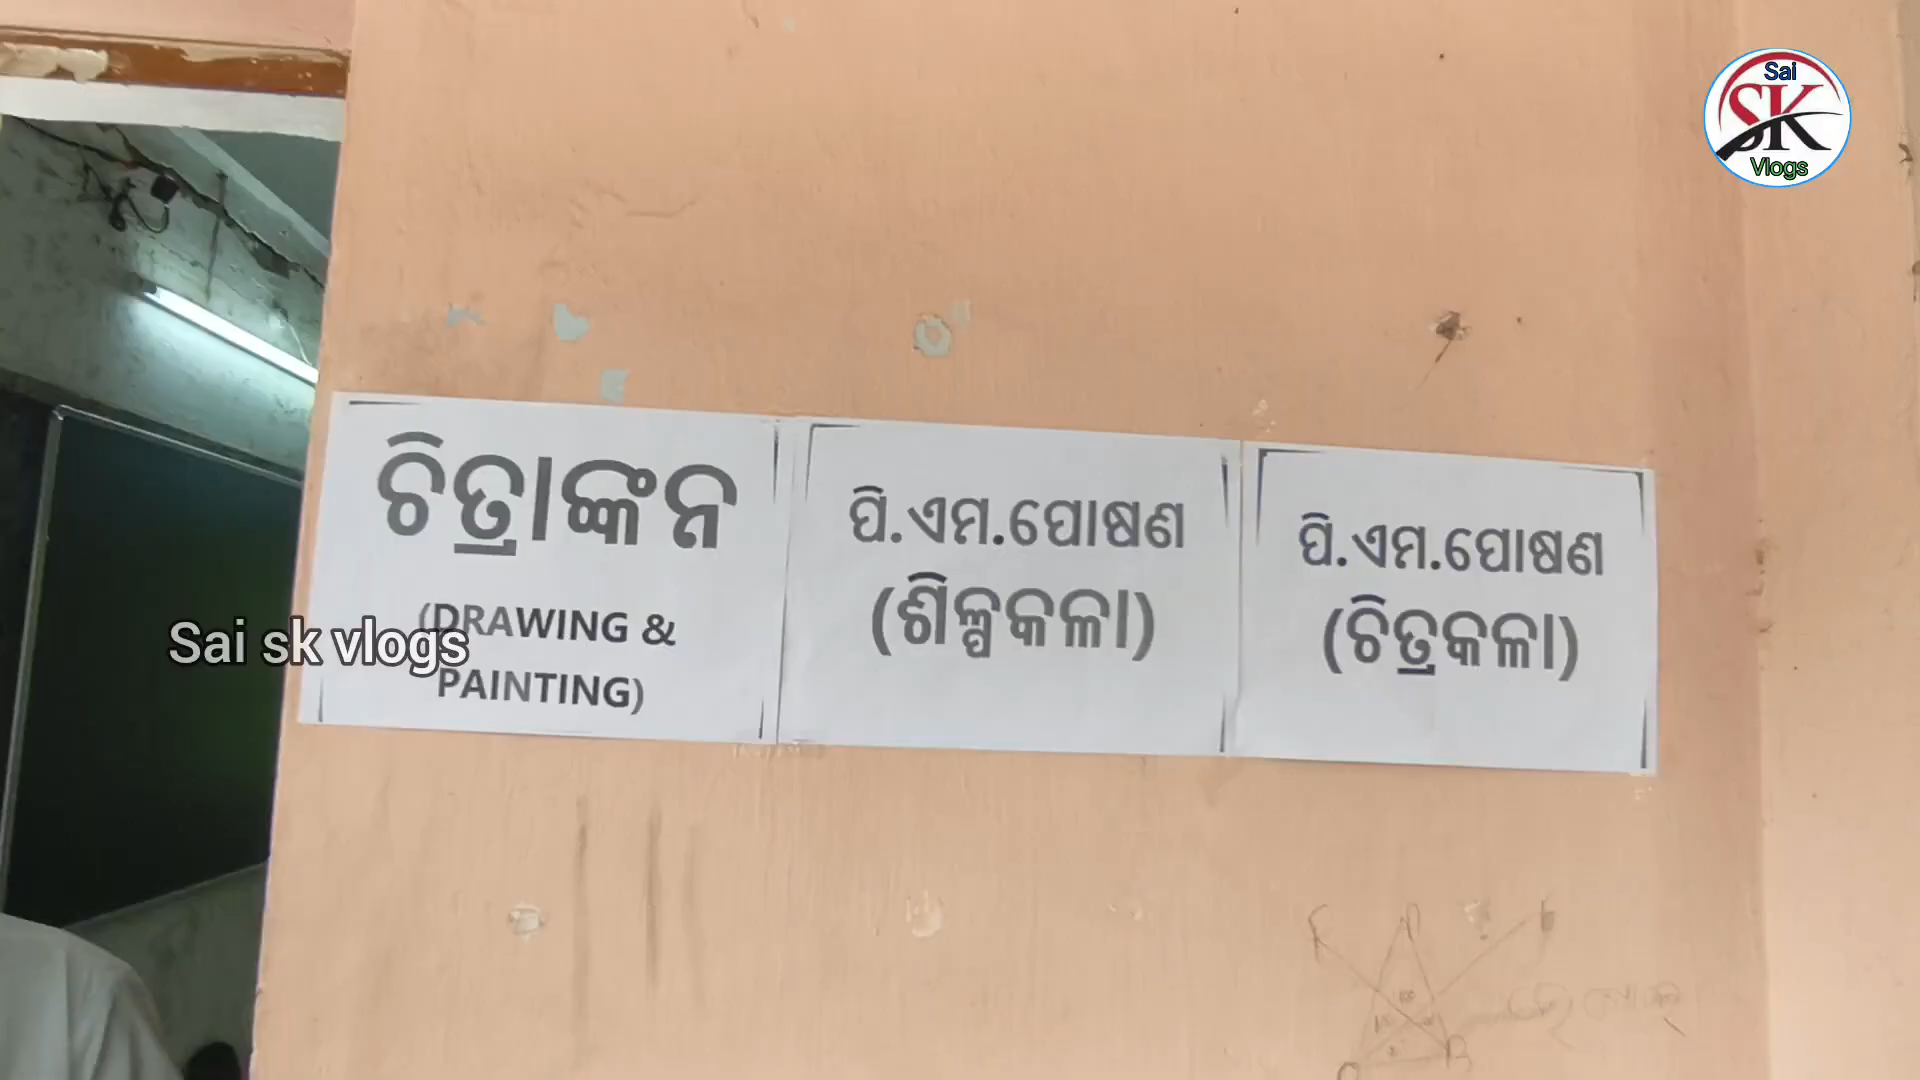 Sai
SK
Vlogs
ଚିତ୍ରାଙ୍କନ
(DRAWING &
PAINTING)
ପି.ଏମ.ପୋଷଣ
(ଶିଳ୍ପକଳା)
ପି.ଏମ.ପୋଷଣ
(ଚିତ୍ରକଳା)
Sai sk vlogs